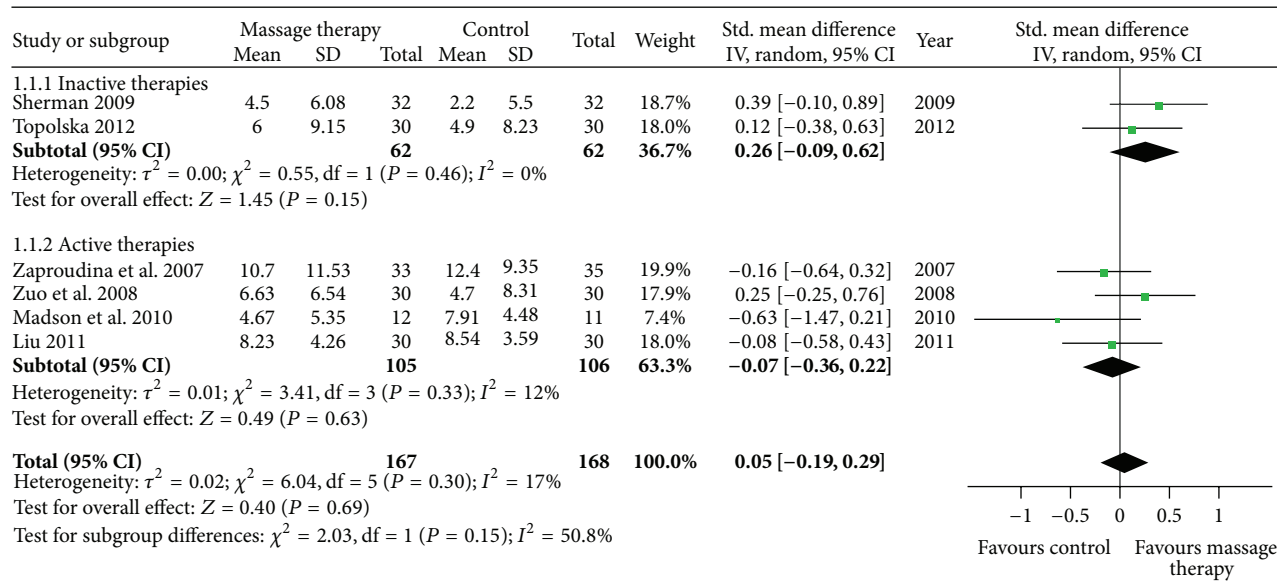 Study or subgroup Massage therapy Control Total Weight Std. mean difference Year Std. mean difference
Mean SD Total Mean SD IV, random, 95% CI IV, random, 95% CI
1.1.1 Inactive therapies
Sherman 2009 4.5 6.08 32 2.2 5.5 32 18.7% 0.39 [−0.10, 0.89] 2009
Topolska 2012 6 9.15 30 4.9 8.23 30 18.0% 0.12 [−0.38, 0.63] 2012
Subtotal (95% CI) 62 62 36.7% 0.26 [−0.09, 0.62]
Heterogeneity: τ² = 0.00; χ² = 0.55, df = 1 (P = 0.46); I² = 0%
Test for overall effect: Z = 1.45 (P = 0.15)
1.1.2 Active therapies
Zaproudina et al. 2007 10.7 11.53 33 12.4 9.35 35 19.9% −0.16 [−0.64, 0.32] 2007
Zuo et al. 2008 6.63 6.54 30 4.7 8.31 30 17.9% 0.25 [−0.25, 0.76] 2008
Madson et al. 2010 4.67 5.35 12 7.91 4.48 11 7.4% −0.63 [−1.47, 0.21] 2010
Liu 2011 8.23 4.26 30 8.54 3.59 30 18.0% −0.08 [−0.58, 0.43] 2011
Subtotal (95% CI) 105 106 63.3% −0.07 [−0.36, 0.22]
Heterogeneity: τ² = 0.01; χ² = 3.41, df = 3 (P = 0.33); I² = 12%
Test for overall effect: Z = 0.49 (P = 0.63)
Total (95% CI) 167 168 100.0% 0.05 [−0.19, 0.29]
Heterogeneity: τ² = 0.02; χ² = 6.04, df = 5 (P = 0.30); I² = 17%
Test for overall effect: Z = 0.40 (P = 0.69)
Test for subgroup differences: χ² = 2.03, df = 1 (P = 0.15); I² = 50.8%
−1 −0.5 0 0.5 1
Favours control Favours massage
therapy